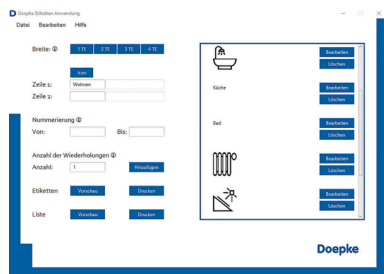 Doepke Etiketten Anwendung
Datei Bearbeiten Hilfe
Breite: 1 TE 2 TE 3 TE 4 TE
Icon
Zeile 1: Wohnen
Zeile 2:
Nummerierung
Von: Bis:
Anzahl der Wiederholungen
Anzahl: 1 Hinzufügen
Etiketten Vorschau Drucken
Liste Vorschau Drucken
Bearbeiten
Löschen
Küche Bearbeiten
Löschen
Bad Bearbeiten
Löschen
Bearbeiten
Löschen
Bearbeiten
Löschen
Doepke